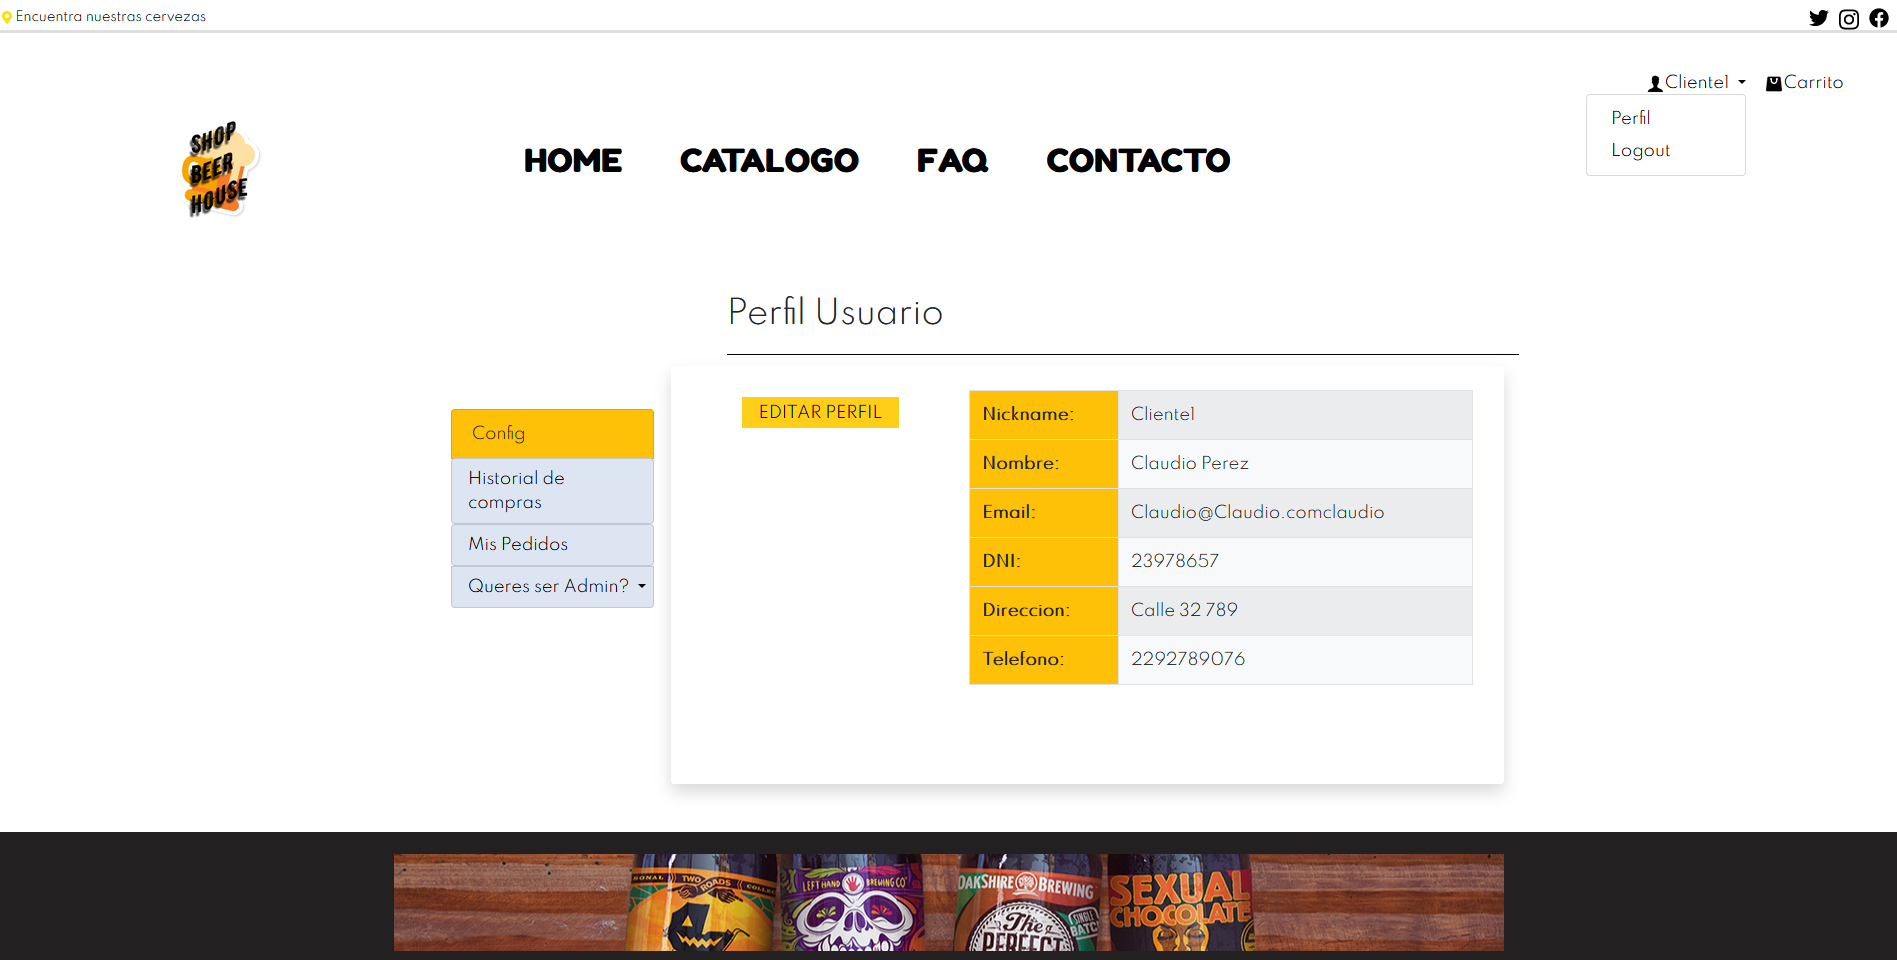 Encuentra nuestras cervezas
Cliente1
Carrito
Perfil
Logout
SHOP
BEER
HOUSE
HOME
CATALOGO
FAQ
CONTACTO
Perfil Usuario
Config
Historial de
compras
Mis Pedidos
Queres ser Admin?
EDITAR PERFIL
Nickname: Cliente1
Nombre: Claudio Perez
Email: Claudio@Claudio.comclaudio
DNI: 23978657
Direccion: Calle 32 789
Telefono: 2292789076
TWO ROADS
LEFT HAND BREWING CO
OAKSHIRE BREWING
The
PERFECT
SINGLE
BATC
SEXUAL
CHOCOLATE